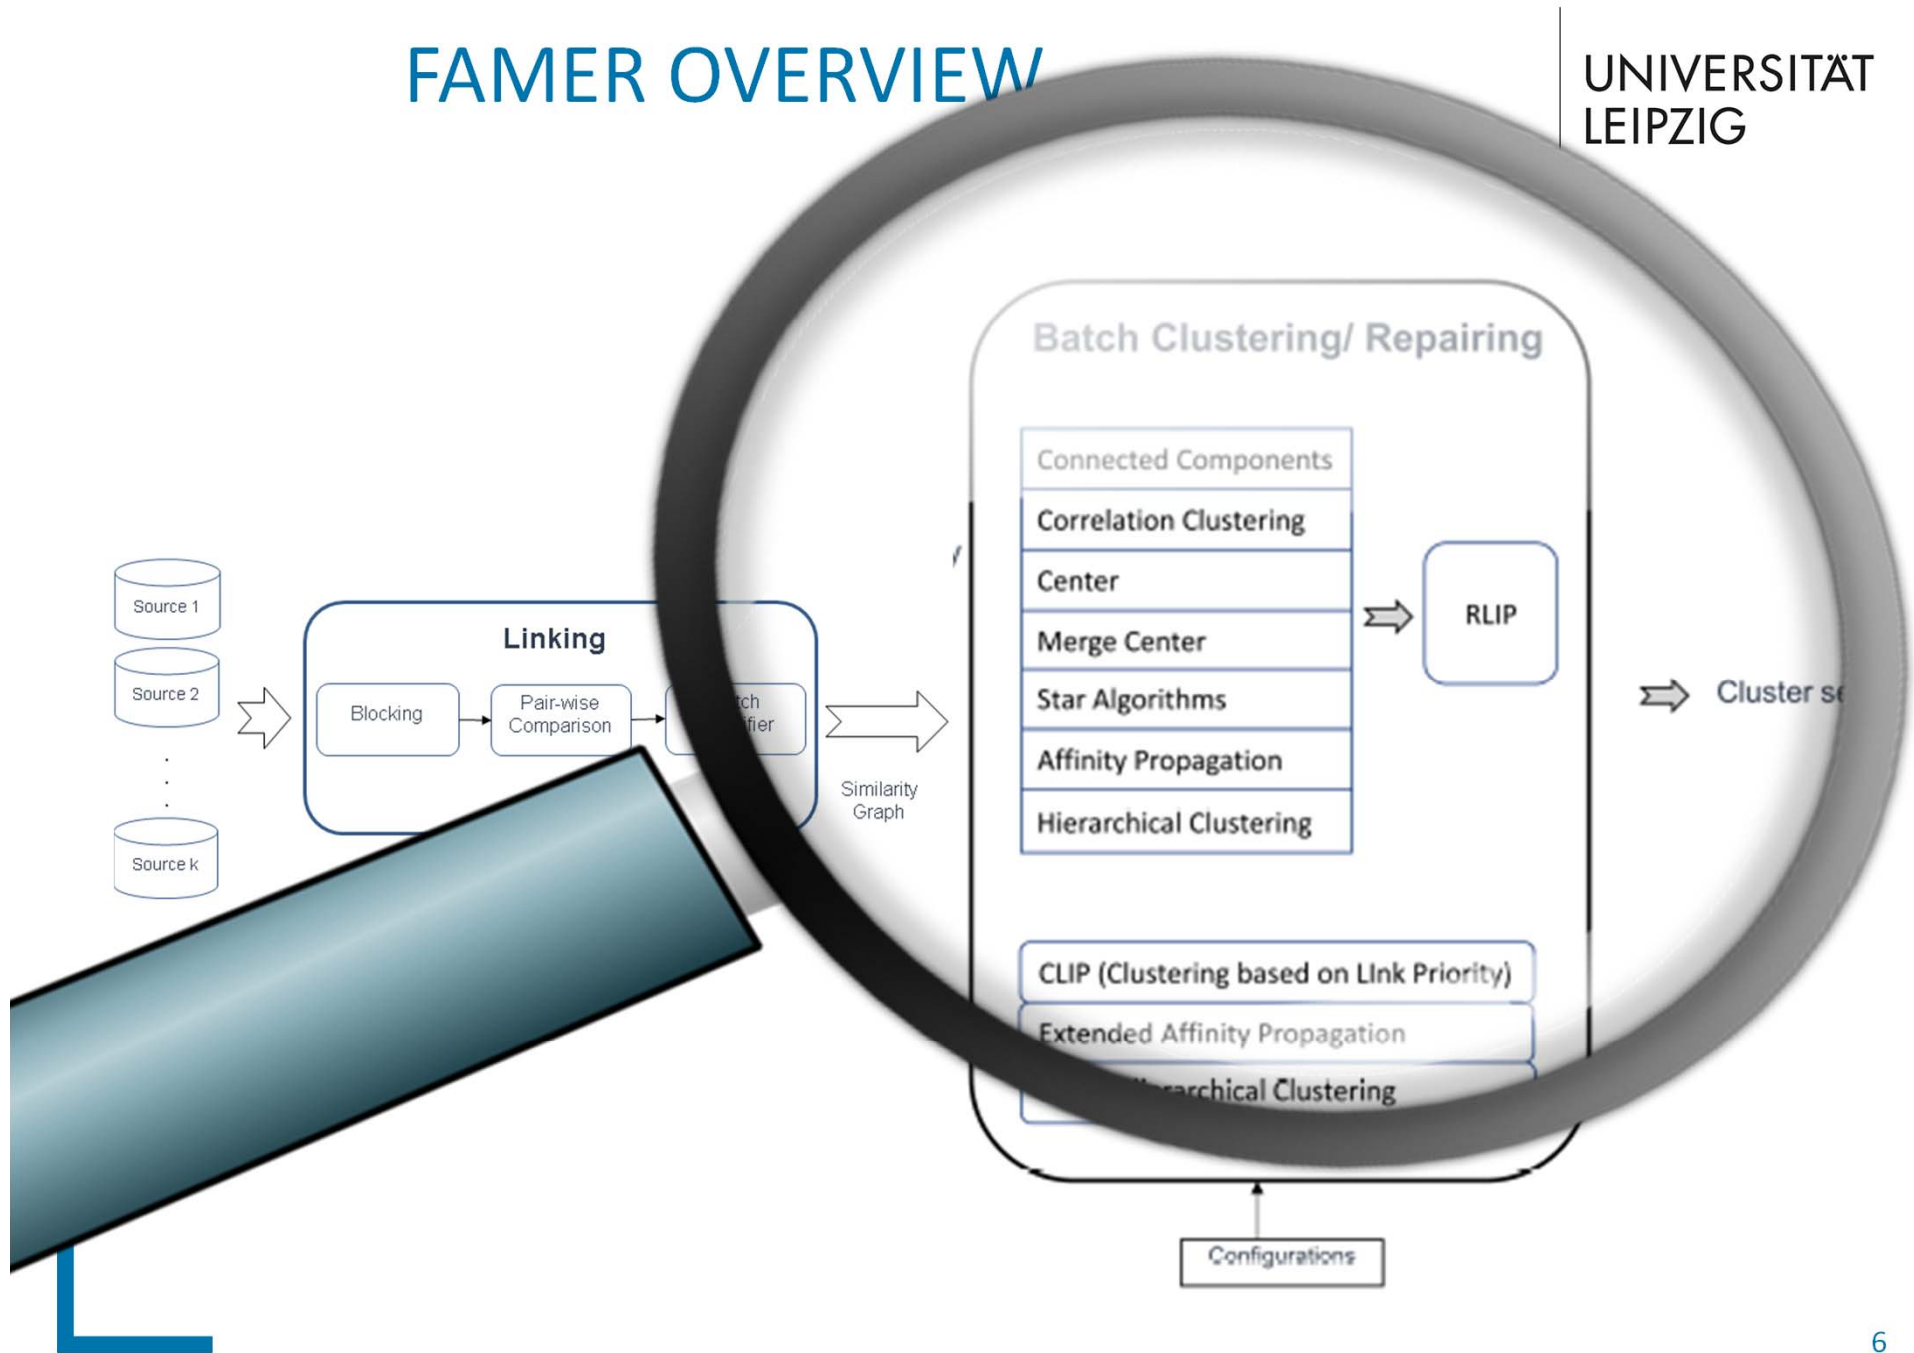 FAMER OVERVIEW
UNIVERSITÄT
LEIPZIG
Source 1
Source 2
Source k
Linking
Blocking
Pair-wise
Comparison
Similarity
Graph
Batch Clustering/ Repairing
Connected Components
Correlation Clustering
Center
Merge Center
Star Algorithms
Affinity Propagation
Hierarchical Clustering
RLIP
CLIP (Clustering based on LInk Priority)
Extended Affinity Propagation
Clustering
Cluster
Configurations
6